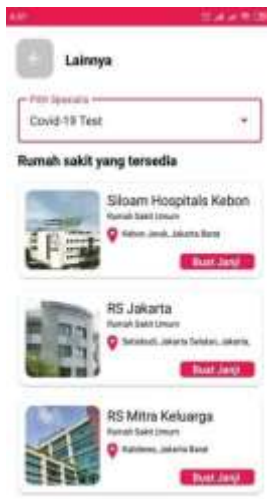 Lainnya
Pilih Spesialis
Covid-19 Test
Rumah sakit yang tersedia
Siloam Hospitals Kebon
Rumah Sakit Umum
Kebon Jeruk, Jakarta Barat
Buat Janji
RS Jakarta
Rumah Sakit Umum
Setiabudi, Jakarta Selatan, Jakarta,
Buat Janji
RS Mitra Keluarga
Rumah Sakit Umum
Kalideres, Jakarta Barat
Buat Janji